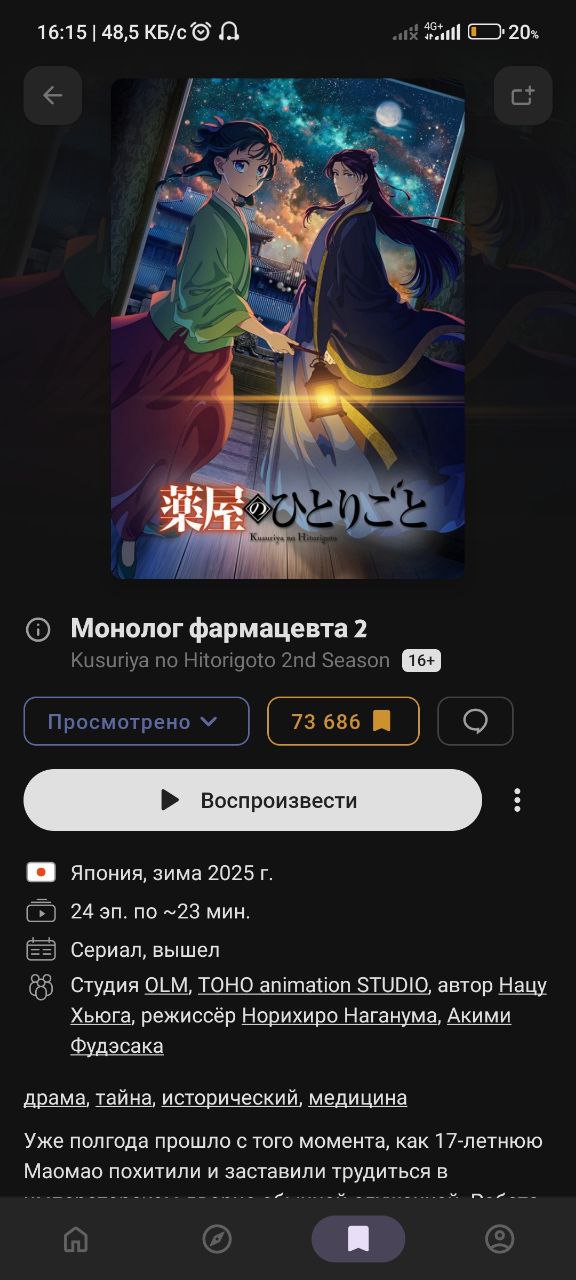 16:15 | 48,5 КБ/с 4G+ 20%
薬屋のひとりごと
Kusuriya no Hitorigoto
Монолог фармацевта 2
Kusuriya no Hitorigoto 2nd Season 16+
Просмотрено 73 686
Воспроизвести
Япония, зима 2025 г.
24 эп. по ~23 мин.
Сериал, вышел
Студия OLM, TOHO animation STUDIO, автор Нацу
Хьюга, режиссёр Норихиро Наганума, Акими
Фудэсака
драма, тайна, исторический, медицина
Уже полгода прошло с того момента, как 17-летнюю
Маомао похитили и заставили трудиться в